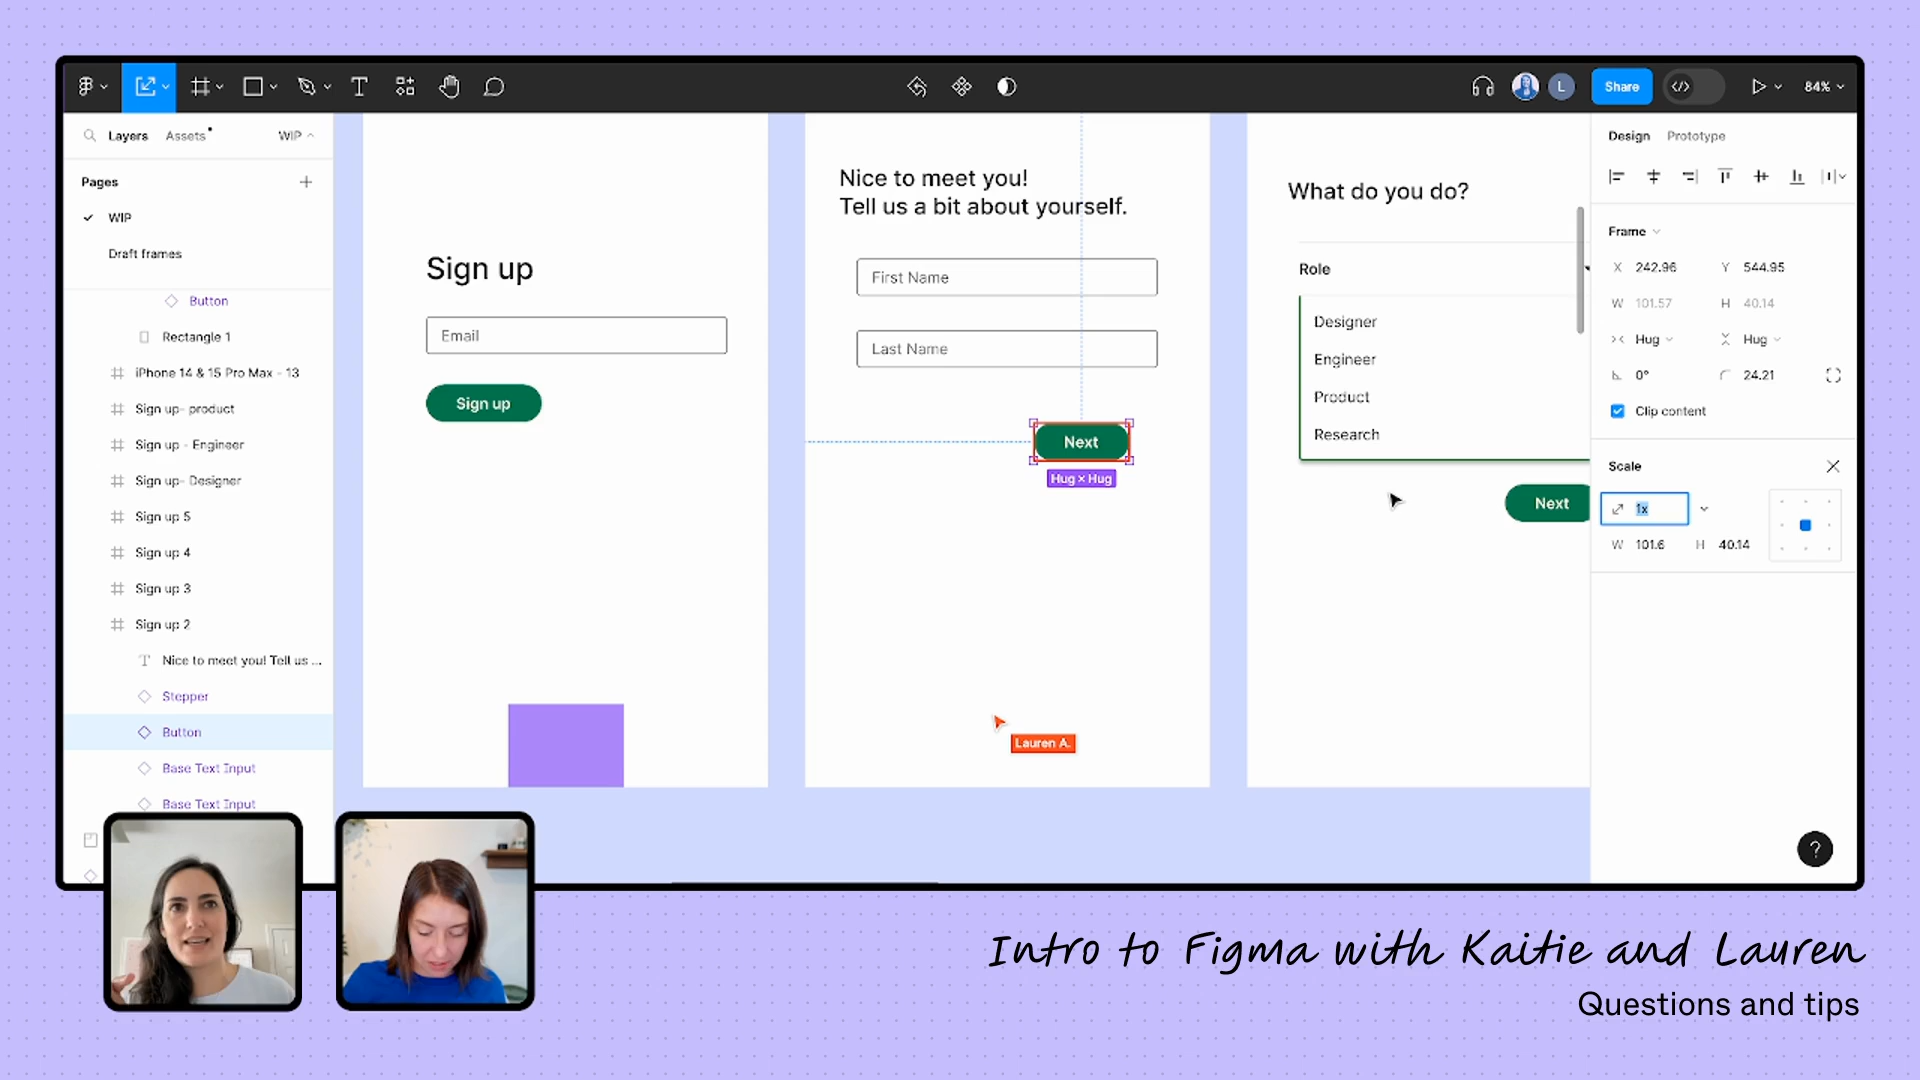 L
Share
84%
Layers
Assets
WIP
Pages
WIP
Draft frames
Button
Rectangle 1
iPhone 14 & 15 Pro Max - 13
Sign up- product
Sign up - Engineer
Sign up- Designer
Sign up 5
Sign up 4
Sign up 3
Sign up 2
Nice to meet you! Tell us ...
Stepper
Button
Base Text Input
Base Text Input
Sign up
Email
Sign up
Nice to meet you!
Tell us a bit about yourself.
First Name
Last Name
Next
Hug × Hug
Lauren A.
What do you do?
Role
Designer
Engineer
Product
Research
Next
Design
Prototype
Frame
X 242.96 Y 544.95
W 101.57 H 40.14
Hug Hug
0° 24.21
Clip content
Scale
1x
W 101.6 H 40.14
?
Intro to Figma with Kaitie and Lauren
Questions and tips